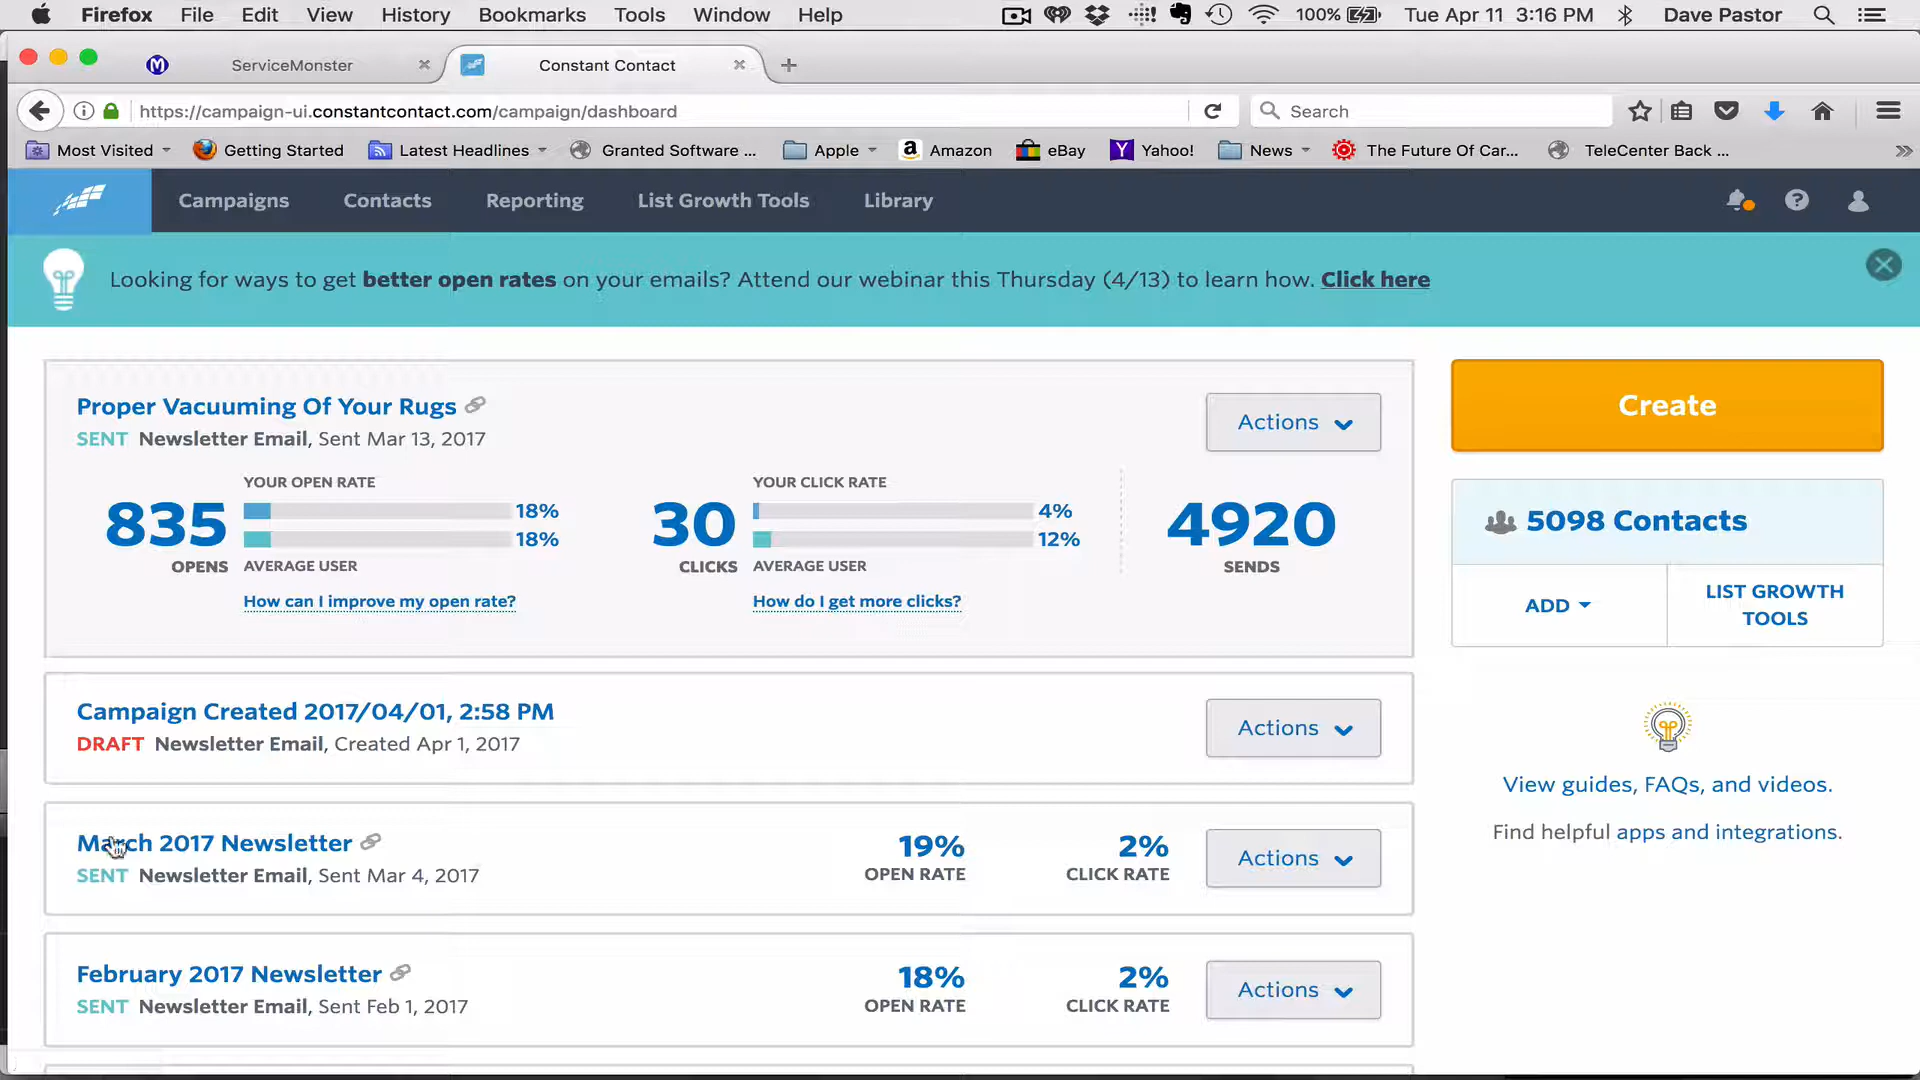 Firefox File Edit View History Bookmarks Tools Window Help 100% Tue Apr 11 3:16 PM Dave Pastor
M ServiceMonster Constant Contact
https://campaign-ui.constantcontact.com/campaign/dashboard Search
Most Visited Getting Started Latest Headlines Granted Software ... Apple Amazon eBay Yahoo! News The Future Of Car... TeleCenter Back ...
Campaigns Contacts Reporting List Growth Tools Library
Looking for ways to get better open rates on your emails? Attend our webinar this Thursday (4/13) to learn how. Click here
Proper Vacuuming Of Your Rugs
SENT Newsletter Email, Sent Mar 13, 2017
Actions
835
OPENS
YOUR OPEN RATE
18%
18%
AVERAGE USER
How can I improve my open rate?
30
CLICKS
YOUR CLICK RATE
4%
12%
AVERAGE USER
How do I get more clicks?
4920
SENDS
Create
5098 Contacts
ADD
LIST GROWTH
TOOLS
View guides, FAQs, and videos.
Find helpful apps and integrations.
Campaign Created 2017/04/01, 2:58 PM
DRAFT Newsletter Email, Created Apr 1, 2017
Actions
March 2017 Newsletter
SENT Newsletter Email, Sent Mar 4, 2017
19%
OPEN RATE
2%
CLICK RATE
Actions
February 2017 Newsletter
SENT Newsletter Email, Sent Feb 1, 2017
18%
OPEN RATE
2%
CLICK RATE
Actions